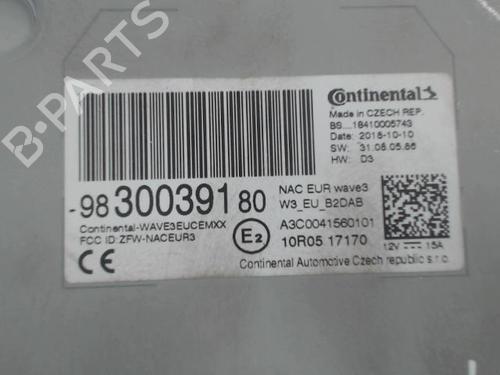 B-PARTS
Continental
Made in CZECH REP.
BS...18410005743
Date: 2018-10-10
SW: 31.08.05.86
HW: D3
-98 300391 80
NAC EUR wave3
W3_EU_B2DAB
Continental-WAVE3EUCEMXX
FCC ID:ZFW-NACEUR3
E2
A3C0041560101
10R05 17170
12V 15A
CE
Continental Automotive Czech republic s.r.o.